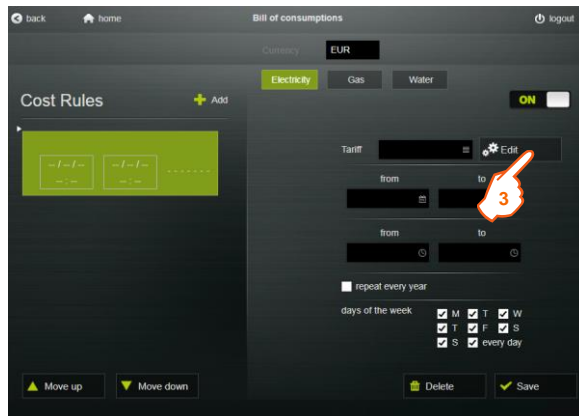 back home Bill of consumptions logout
Currency EUR
Electricity Gas Water
Cost Rules Add
ON
Tariff Edit
-- / -- / -- -- / -- / --
-- : -- -- : -- - - - - - - -
from to
3
from to
repeat every year
days of the week M T W
T F S
S every day
Move up Move down Delete Save